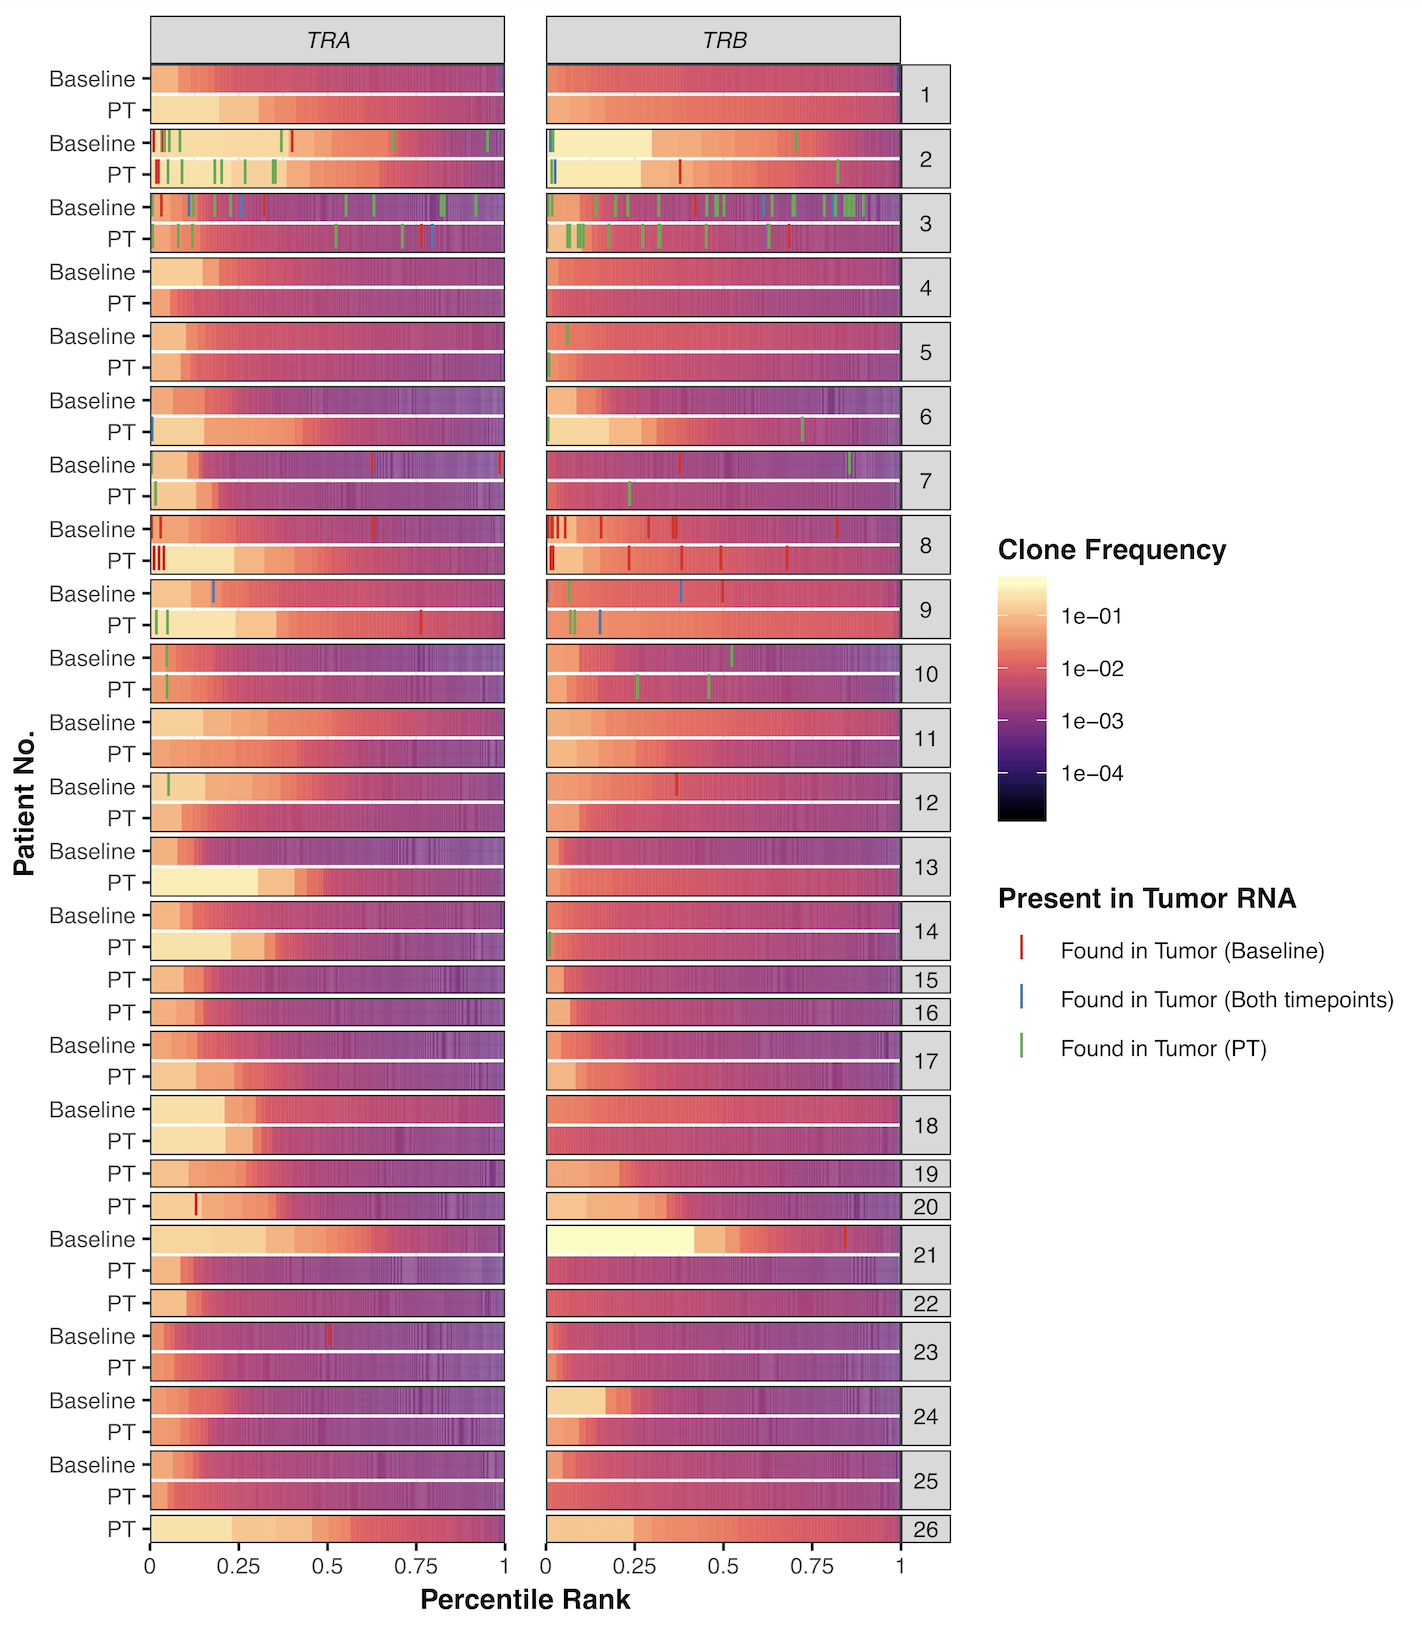 TRA TRB
Baseline
PT
1
Baseline
PT
2
Baseline
PT
3
Baseline
PT
4
Baseline
PT
5
Baseline
PT
6
Baseline
PT
7
Baseline
PT
8
Baseline
PT
9
Baseline
PT
10
Baseline
PT
11
Baseline
PT
12
Baseline
PT
13
Baseline
PT
14
PT
15
PT
16
Baseline
PT
17
Baseline
PT
18
PT
19
PT
20
Baseline
PT
21
PT
22
Baseline
PT
23
Baseline
PT
24
Baseline
PT
25
PT
26
0 0.25 0.5 0.75 1 0 0.25 0.5 0.75 1
Percentile Rank
Patient No.
Clone Frequency
1e−01
1e−02
1e−03
1e−04
Present in Tumor RNA
Found in Tumor (Baseline)
Found in Tumor (Both timepoints)
Found in Tumor (PT)